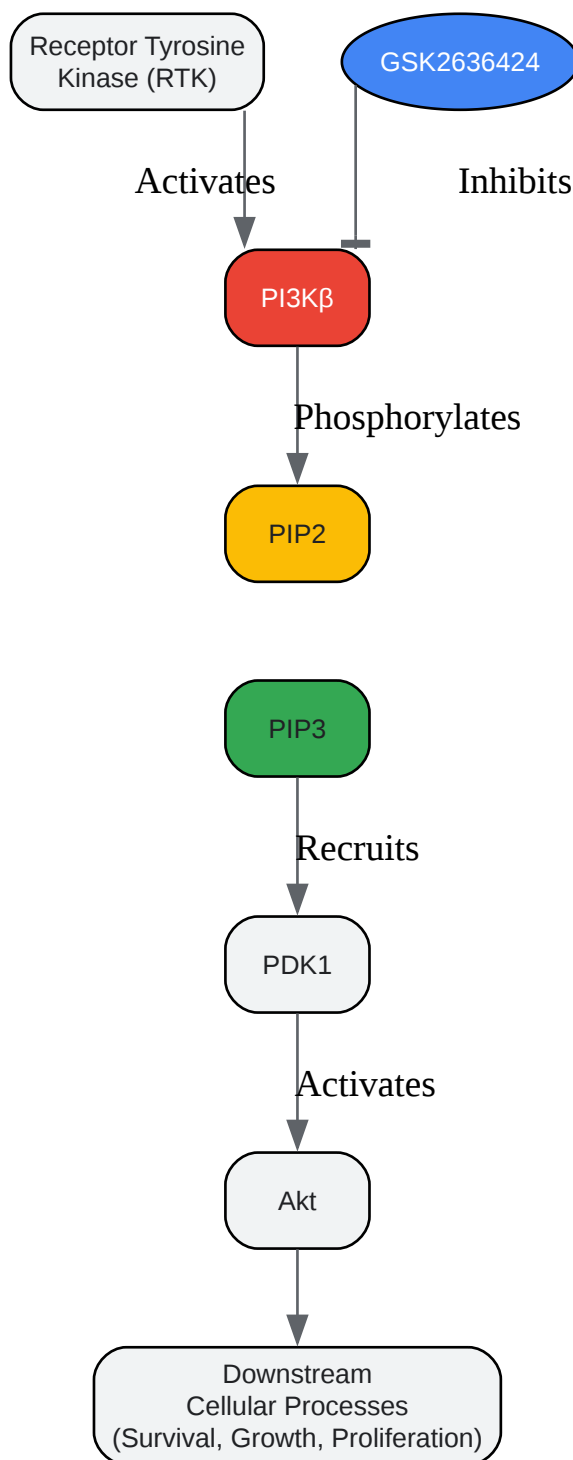 Receptor Tyrosine
Kinase (RTK)
GSK2636424
Activates
Inhibits
PI3Kβ
Phosphorylates
PIP2
PIP3
Recruits
PDK1
Activates
Akt
Downstream
Cellular Processes
(Survival, Growth, Proliferation)